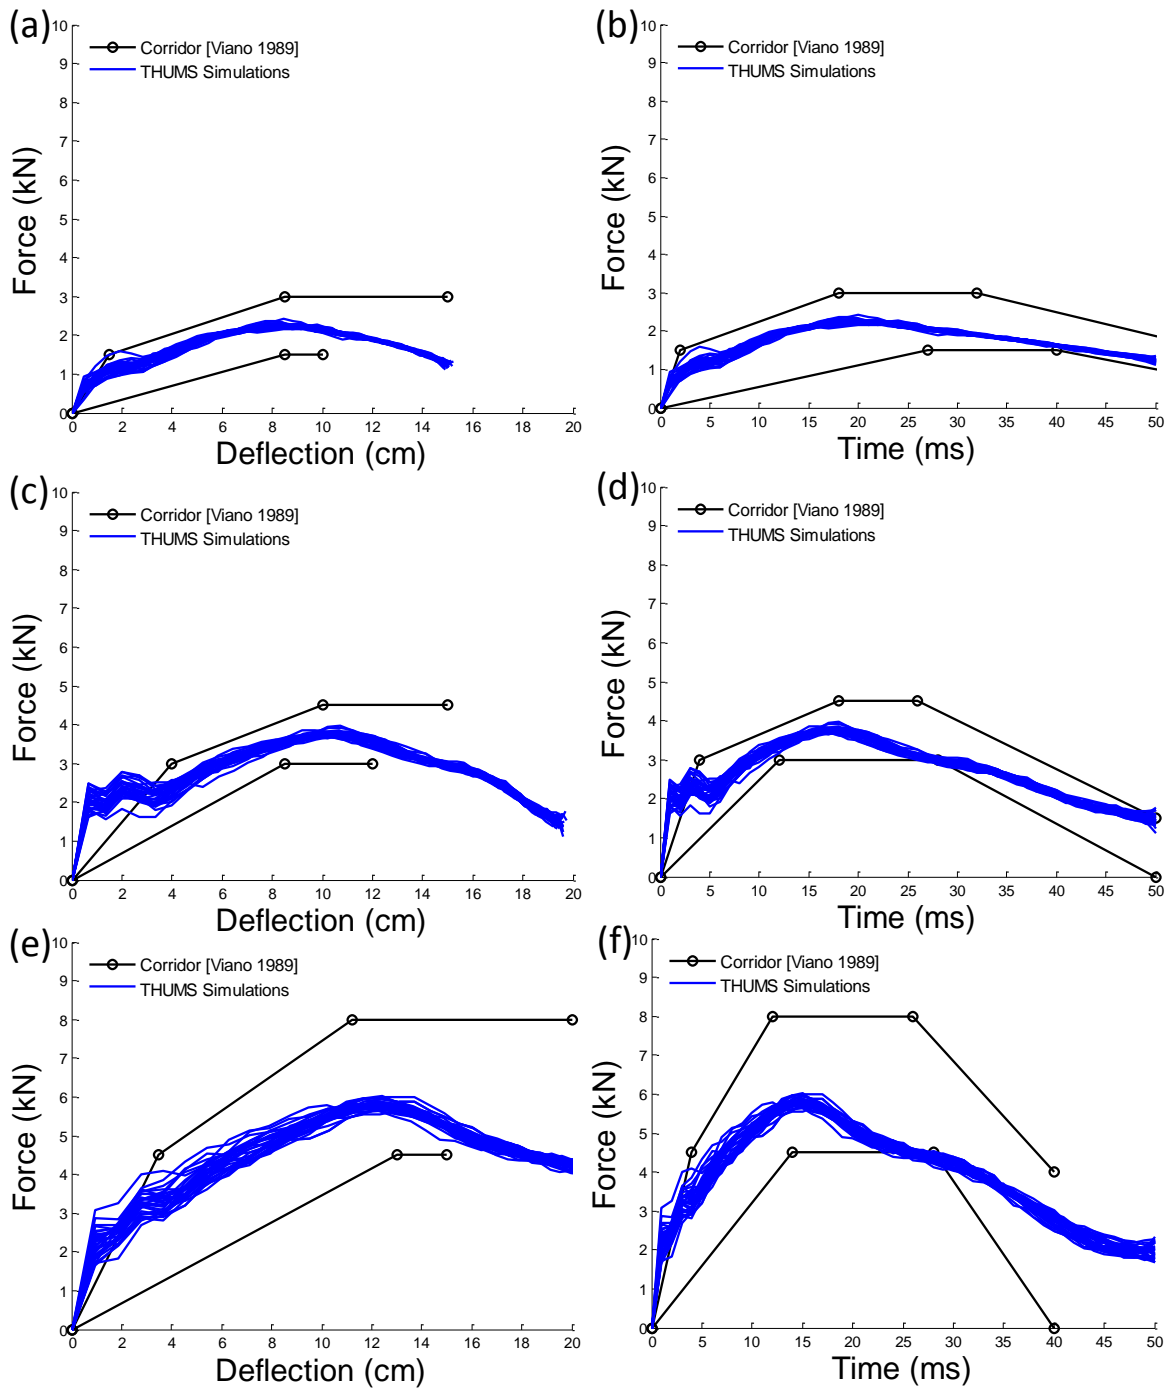 (a)
10
9
8
7
6
5
4
3
2
1
0
Force (kN)
Corridor [Viano 1989]
THUMS Simulations
0 2 4 6 8 10 12 14 16 18 20
Deflection (cm)
(b)
10
9
8
7
6
5
4
3
2
1
0
Force (kN)
Corridor [Viano 1989]
THUMS Simulations
0 5 10 15 20 25 30 35 40 45 50
Time (ms)
(c)
10
9
8
7
6
5
4
3
2
1
0
Force (kN)
Corridor [Viano 1989]
THUMS Simulations
0 2 4 6 8 10 12 14 16 18 20
Deflection (cm)
(d)
10
9
8
7
6
5
4
3
2
1
0
Force (kN)
Corridor [Viano 1989]
THUMS Simulations
0 5 10 15 20 25 30 35 40 45 50
Time (ms)
(e)
10
9
8
7
6
5
4
3
2
1
0
Force (kN)
Corridor [Viano 1989]
THUMS Simulations
0 2 4 6 8 10 12 14 16 18 20
Deflection (cm)
(f)
10
9
8
7
6
5
4
3
2
1
0
Force (kN)
Corridor [Viano 1989]
THUMS Simulations
0 5 10 15 20 25 30 35 40 45 50
Time (ms)